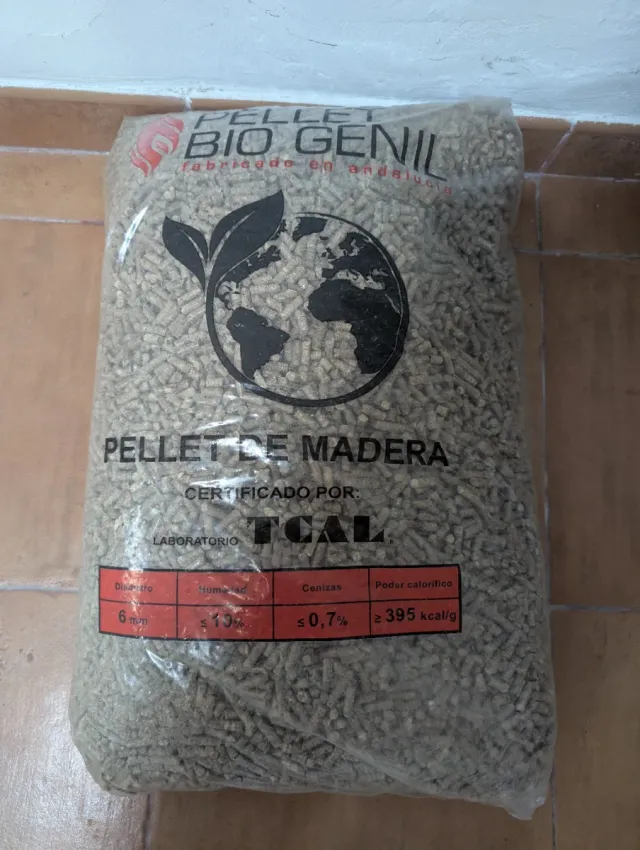 PELLET
BIO GENIL
fabricado en andalucía
PELLET DE MADERA
CERTIFICADO POR:
LABORATORIO TCAL
Diámetro Humedad Cenizas Poder calorífico
6 mm ≤ 10% ≤ 0,7% ≥ 395 kcal/g